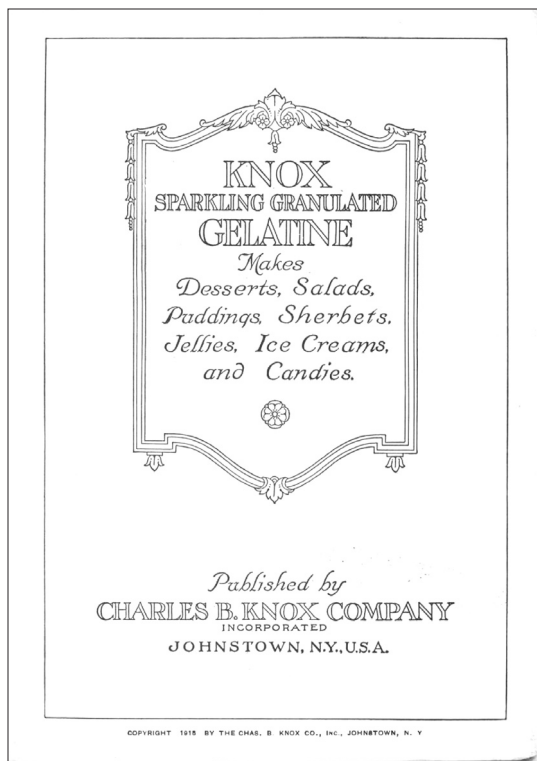 KNOX
SPARKLING GRANULATED
GELATINE
Makes
Desserts, Salads,
Puddings, Sherbets,
Jellies, Ice Creams,
and Candies.
Published by
CHARLES B. KNOX COMPANY
INCORPORATED
JOHNSTOWN, N.Y., U.S.A.
COPYRIGHT 1915 BY THE CHAS. B. KNOX CO., INC., JOHNSTOWN, N. Y